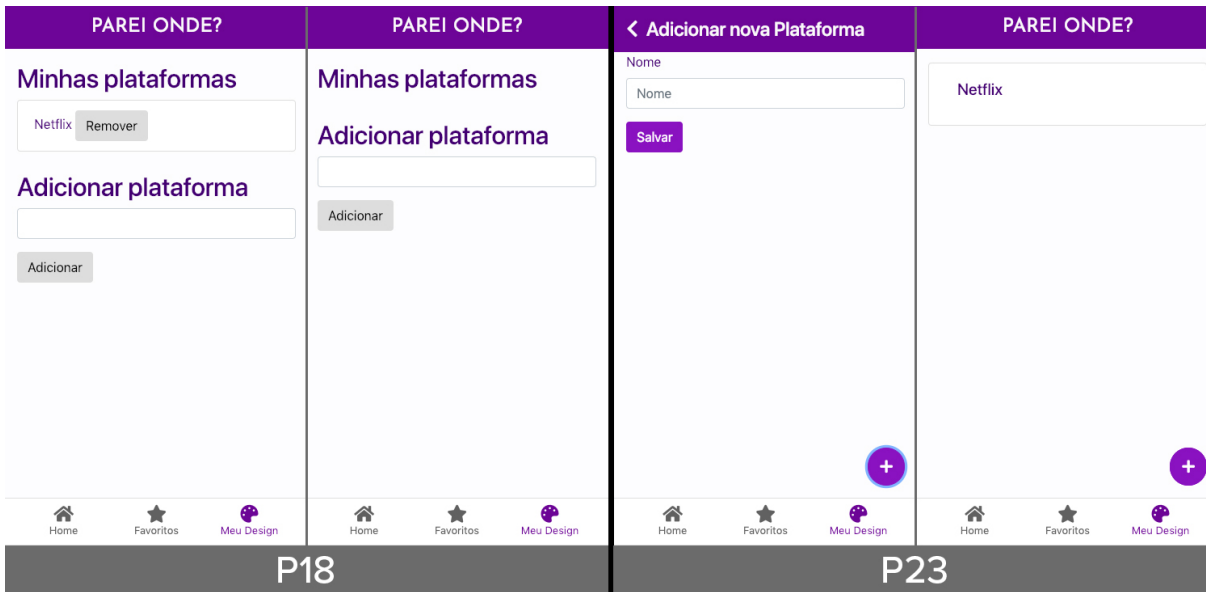 PAREI ONDE?
Minhas plataformas
Netflix Remover
Adicionar plataforma
Adicionar
Home Favoritos Meu Design
PAREI ONDE?
Minhas plataformas
Adicionar plataforma
Adicionar
Home Favoritos Meu Design
P18
Adicionar nova Plataforma
Nome
Nome
Salvar
+
Home Favoritos Meu Design
PAREI ONDE?
Netflix
+
Home Favoritos Meu Design
P23